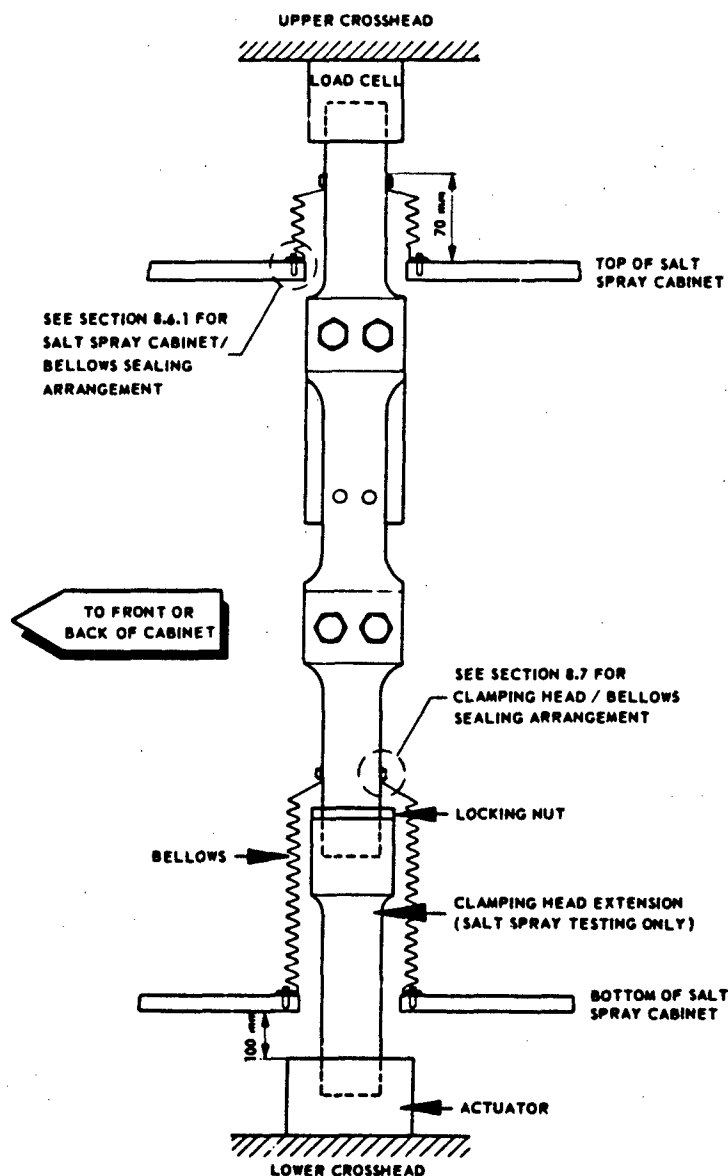 UPPER CROSSHEAD
LOAD CELL
70 mm
TOP OF SALT
SPRAY CABINET
SEE SECTION 8.6.1 FOR
SALT SPRAY CABINET/
BELLOWS SEALING
ARRANGEMENT
TO FRONT OR
BACK OF CABINET
SEE SECTION 8.7 FOR
CLAMPING HEAD / BELLOWS
SEALING ARRANGEMENT
LOCKING NUT
BELLOWS
CLAMPING HEAD EXTENSION
(SALT SPRAY TESTING ONLY)
BOTTOM OF SALT
SPRAY CABINET
100 mm
ACTUATOR
LOWER CROSSHEAD